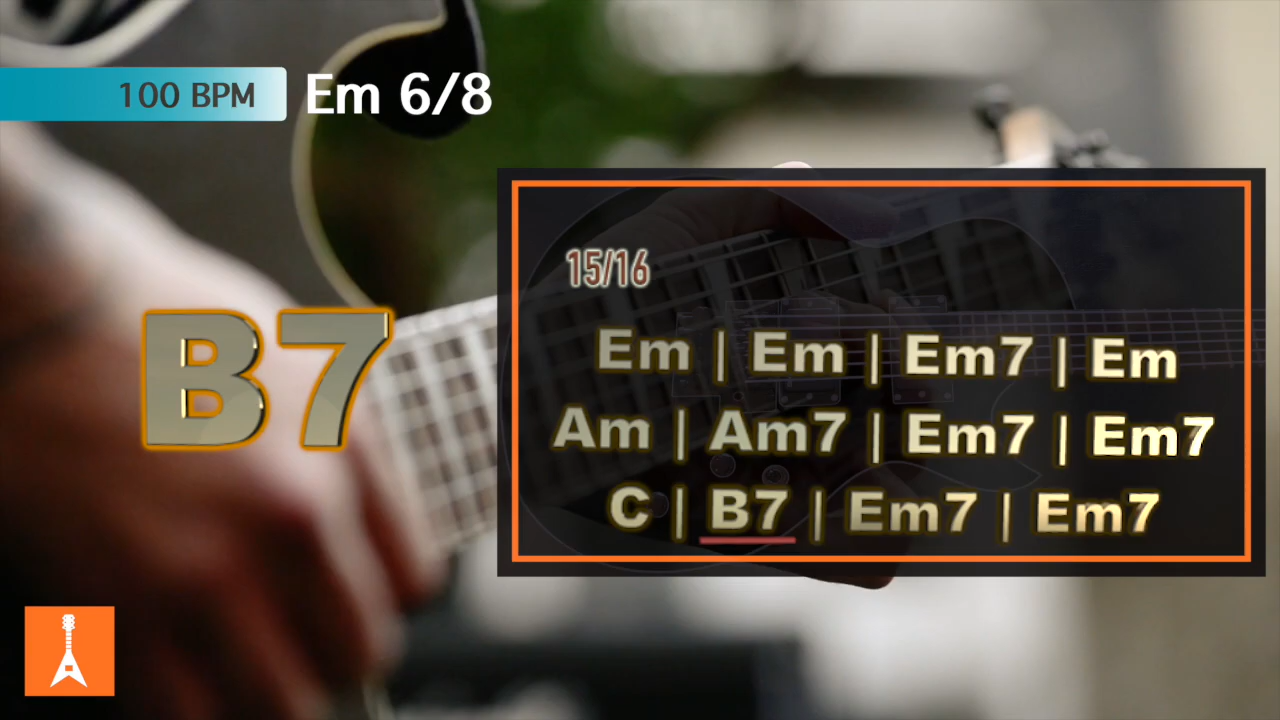 100 BPM Em 6/8
15/16
B7
Em | Em | Em7 | Em
Am | Am7 | Em7 | Em7
C | B7 | Em7 | Em7